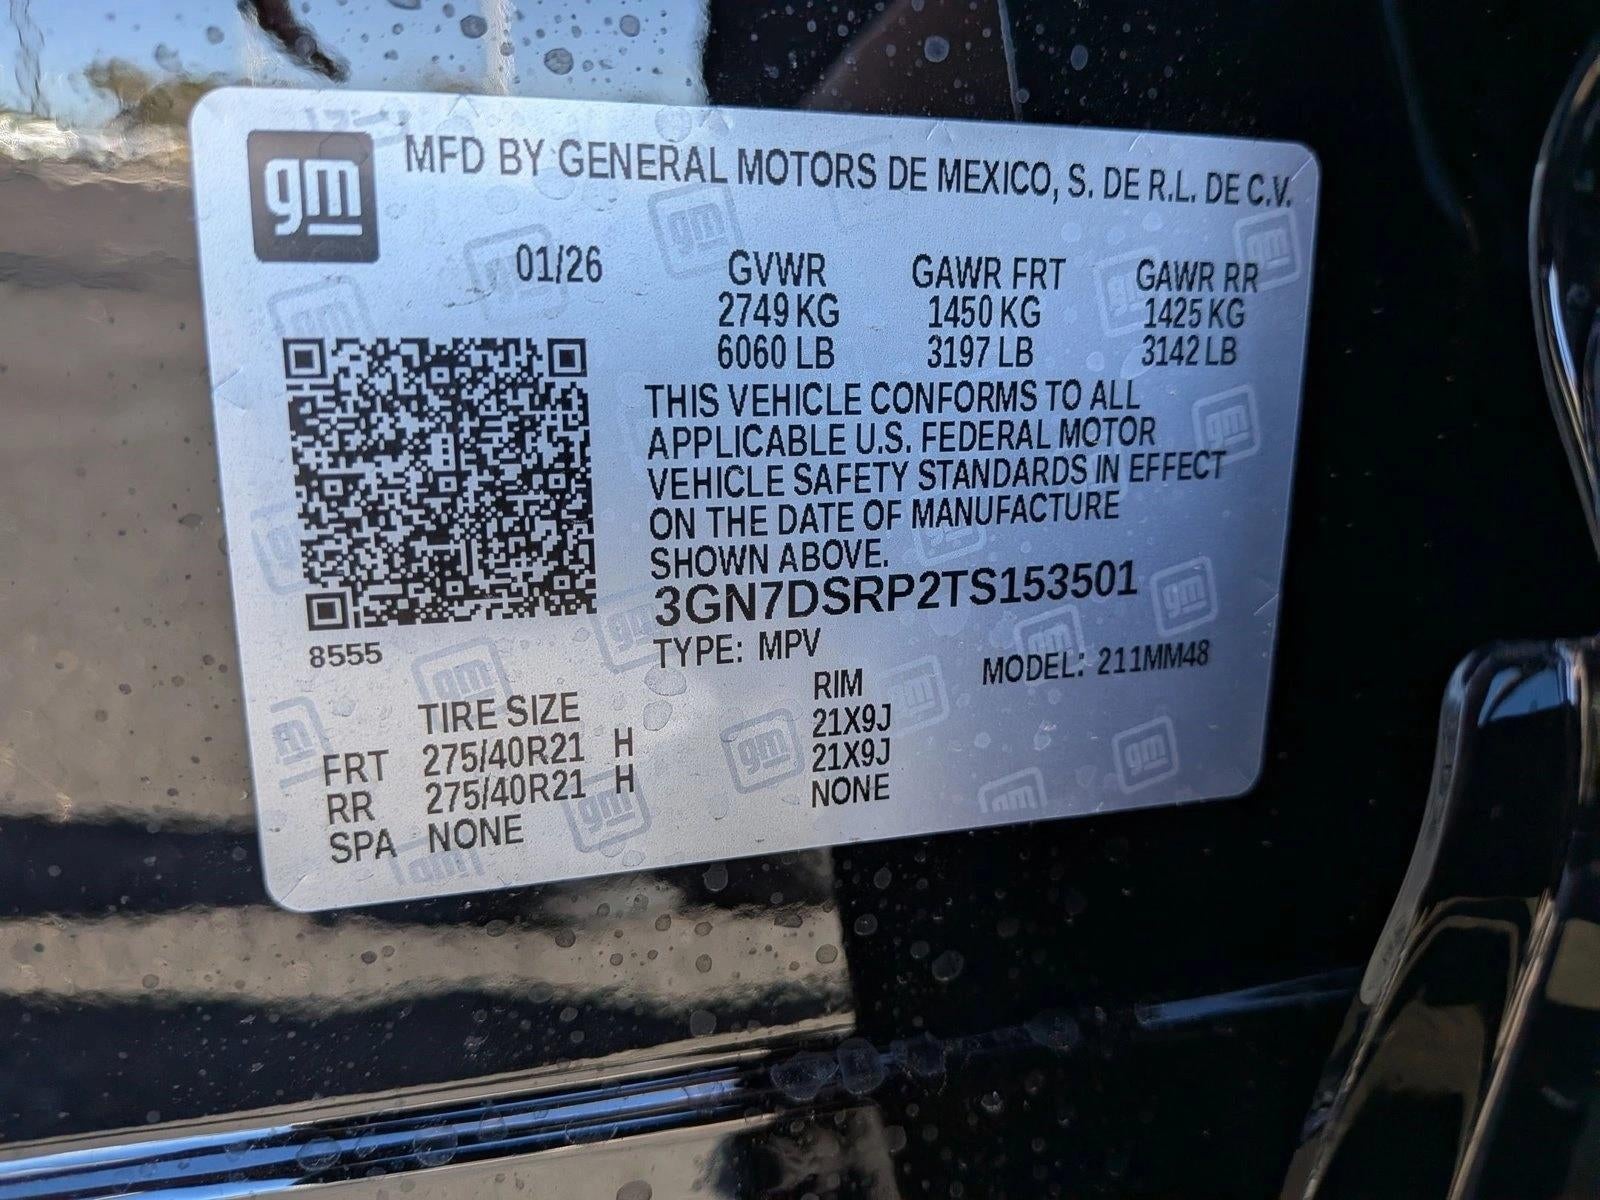 gm MFD BY GENERAL MOTORS DE MEXICO, S. DE R.L. DE C.V.
01/26 GVWR GAWR FRT GAWR RR
2749 KG 1450 KG 1425 KG
6060 LB 3197 LB 3142 LB
THIS VEHICLE CONFORMS TO ALL
APPLICABLE U.S. FEDERAL MOTOR
VEHICLE SAFETY STANDARDS IN EFFECT
ON THE DATE OF MANUFACTURE
SHOWN ABOVE.
3GN7DSRP2TS153501
8555 TYPE: MPV MODEL: 211MM48
TIRE SIZE RIM
FRT 275/40R21 H 21X9J
RR 275/40R21 H 21X9J
SPA NONE NONE